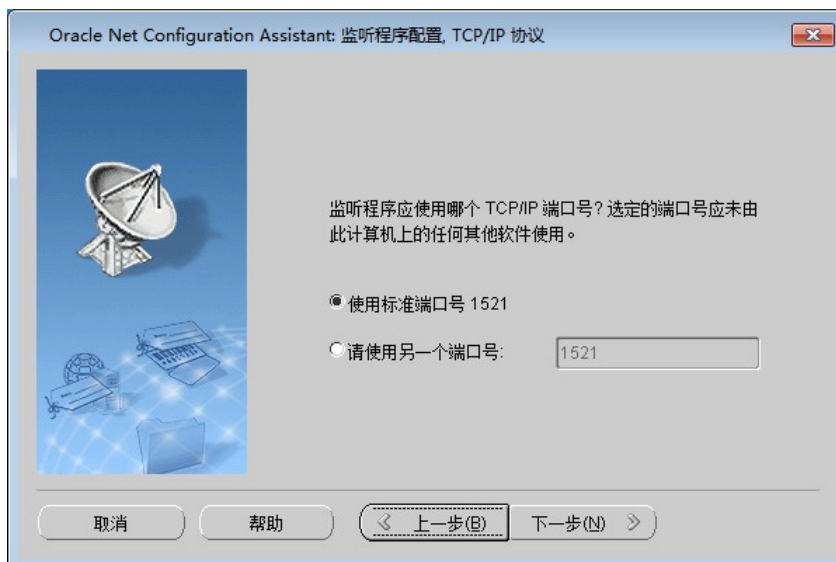 Oracle Net Configuration Assistant: 监听程序配置, TCP/IP 协议
监听程序应使用哪个 TCP/IP 端口号? 选定的端口号应未由
此计算机上的任何其他软件使用。
使用标准端口号 1521
请使用另一个端口号: 1521
取消 帮助 上一步(B) 下一步(N)